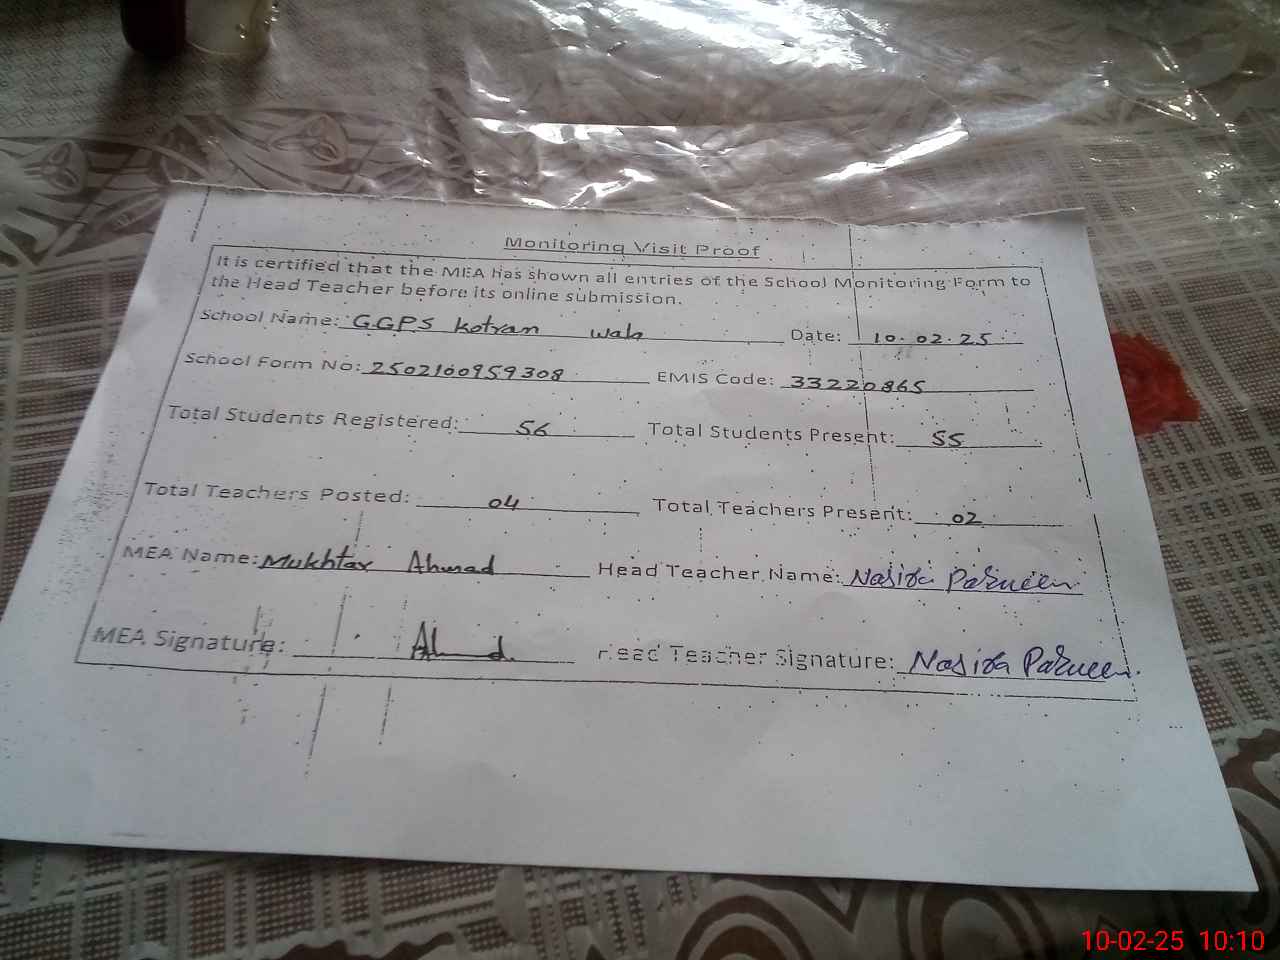 Monitoring Visit Proof
It is certified that the MEA has shown all entries of the School Monitoring Form to
the Head Teacher before its online submission.
School Name: GGPS Kotran Wala Date: 10.02.25
School Form No: 2502100959308 EMIS Code: 33220865
Total Students Registered: 56 Total Students Present: 55
Total Teachers Posted: 04 Total Teachers Present: 02
MEA Name: Mukhtar Ahmad Head Teacher Name: Nasira Parveen
MEA Signature: Ahmad Head Teacher Signature: Nasira Parveen
10-02-25 10:10